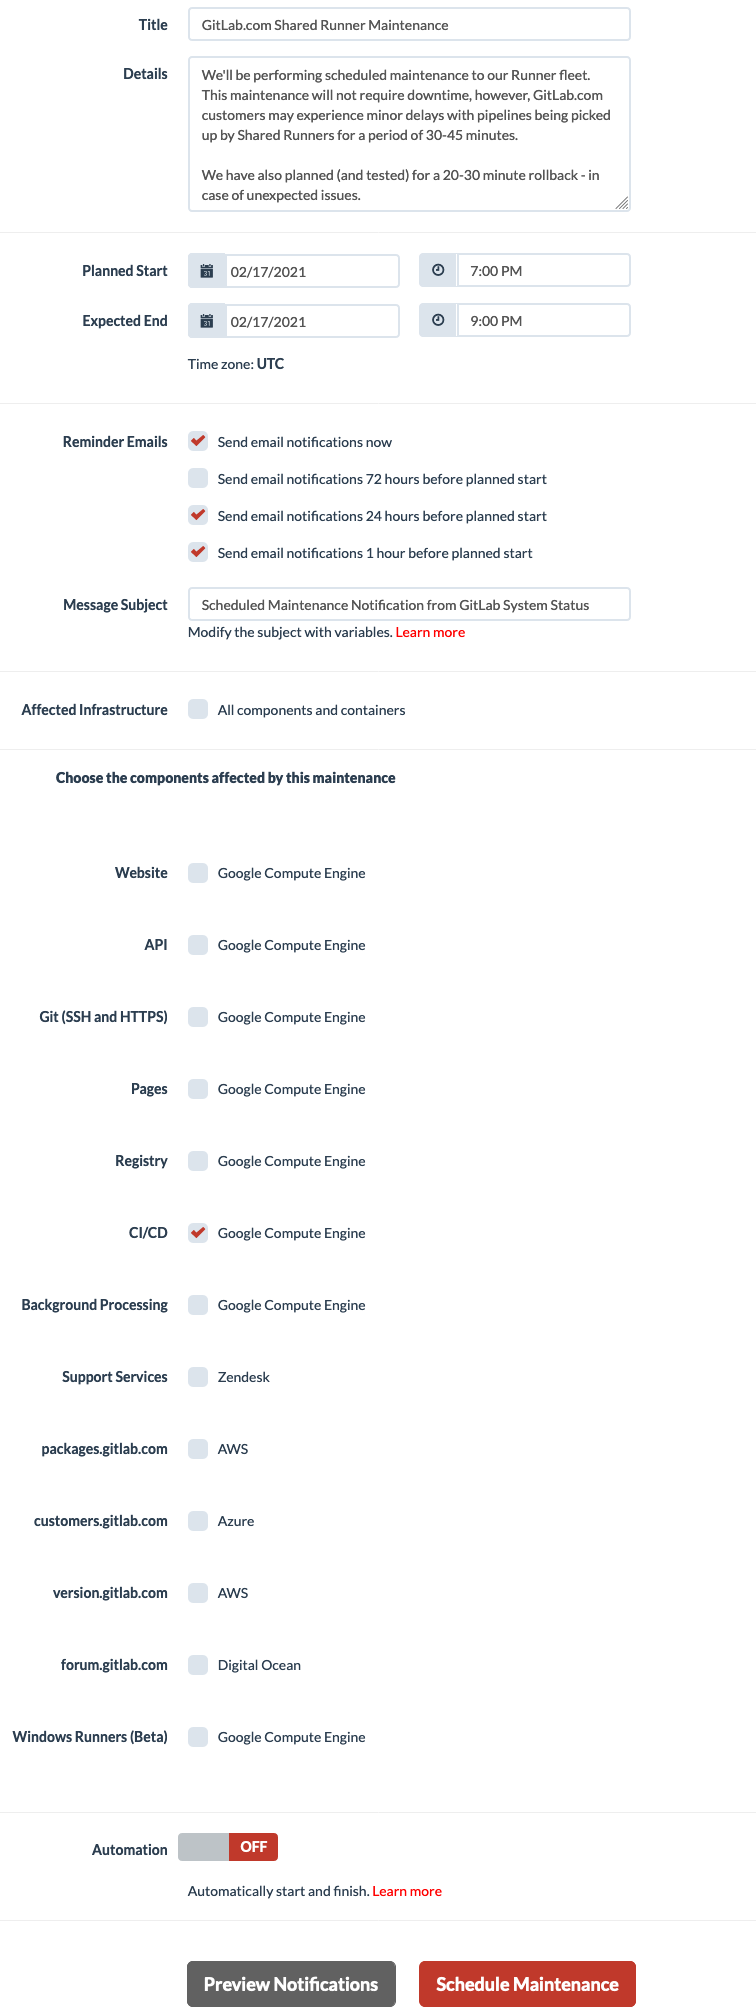 Title GitLab.com Shared Runner Maintenance
Details We'll be performing scheduled maintenance to our Runner fleet.
This maintenance will not require downtime, however, GitLab.com
customers may experience minor delays with pipelines being picked
up by Shared Runners for a period of 30-45 minutes.
We have also planned (and tested) for a 20-30 minute rollback - in
case of unexpected issues.
Planned Start 02/17/2021 7:00 PM
Expected End 02/17/2021 9:00 PM
Time zone: UTC
Reminder Emails Send email notifications now
Send email notifications 72 hours before planned start
Send email notifications 24 hours before planned start
Send email notifications 1 hour before planned start
Message Subject Scheduled Maintenance Notification from GitLab System Status
Modify the subject with variables. Learn more
Affected Infrastructure All components and containers
Choose the components affected by this maintenance
Website Google Compute Engine
API Google Compute Engine
Git (SSH and HTTPS) Google Compute Engine
Pages Google Compute Engine
Registry Google Compute Engine
CI/CD Google Compute Engine
Background Processing Google Compute Engine
Support Services Zendesk
packages.gitlab.com AWS
customers.gitlab.com Azure
version.gitlab.com AWS
forum.gitlab.com Digital Ocean
Windows Runners (Beta) Google Compute Engine
Automation OFF
Automatically start and finish. Learn more
Preview Notifications Schedule Maintenance